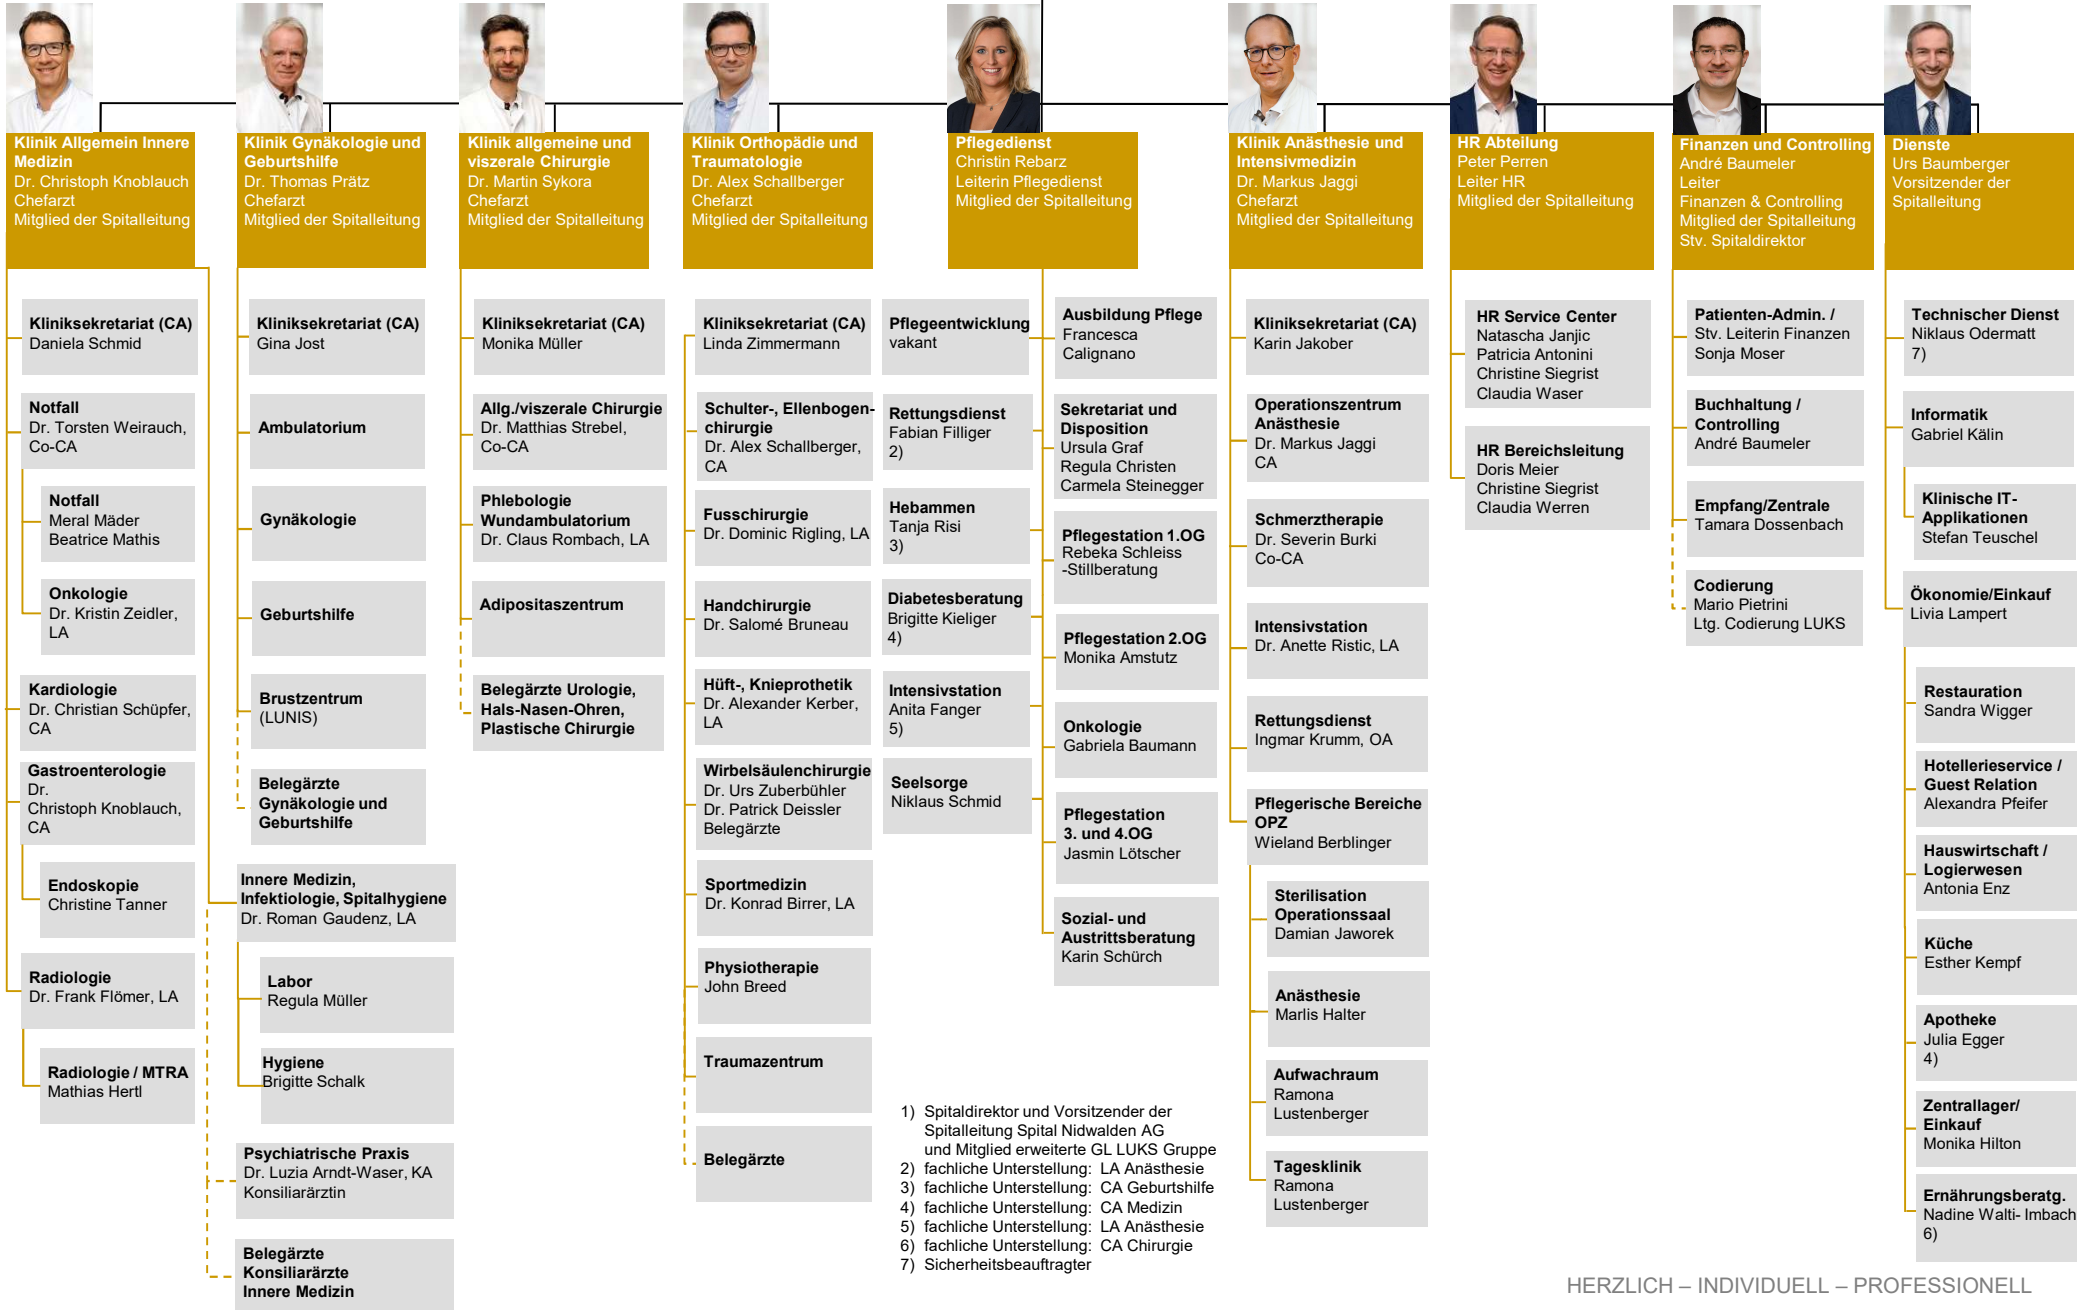 Klinik Allgemein Innere
Medizin
Dr. Christoph Knoblauch
Chefarzt
Mitglied der Spitalleitung
Klinik Gynäkologie und
Geburtshilfe
Dr. Thomas Prätz
Chefarzt
Mitglied der Spitalleitung
Klinik allgemeine und
viszerale Chirurgie
Dr. Martin Sykora
Chefarzt
Mitglied der Spitalleitung
Klinik Orthopädie und
Traumatologie
Dr. Alex Schallberger
Chefarzt
Mitglied der Spitalleitung
Pflegedienst
Christin Rebarz
Leiterin Pflegedienst
Mitglied der Spitalleitung
Klinik Anästhesie und
Intensivmedizin
Dr. Markus Jaggi
Chefarzt
Mitglied der Spitalleitung
HR Abteilung
Peter Perren
Leiter HR
Mitglied der Spitalleitung
Finanzen und Controlling
André Baumeler
Leiter
Finanzen & Controlling
Mitglied der Spitalleitung
Stv. Spitaldirektor
Dienste
Urs Baumberger
Vorsitzender der
Spitalleitung
Kliniksekretariat (CA)
Daniela Schmid
Notfall
Dr. Torsten Weirauch,
Co-CA
Notfall
Meral Mäder
Beatrice Mathis
Onkologie
Dr. Kristin Zeidler,
LA
Kardiologie
Dr. Christian Schüpfer,
CA
Gastroenterologie
Dr.
Christoph Knoblauch,
CA
Endoskopie
Christine Tanner
Radiologie
Dr. Frank Flömer, LA
Radiologie / MTRA
Mathias Hertl
Kliniksekretariat (CA)
Gina Jost
Ambulatorium
Gynäkologie
Geburtshilfe
Brustzentrum
(LUNIS)
Belegärzte
Gynäkologie und
Geburtshilfe
Innere Medizin,
Infektiologie, Spitalhygiene
Dr. Roman Gaudenz, LA
Labor
Regula Müller
Hygiene
Brigitte Schalk
Psychiatrische Praxis
Dr. Luzia Arndt-Waser, KA
Konsiliarärztin
Belegärzte
Konsiliarärzte
Innere Medizin
Kliniksekretariat (CA)
Monika Müller
Allg./viszerale Chirurgie
Dr. Matthias Strebel,
Co-CA
Phlebologie
Wundambulatorium
Dr. Claus Rombach, LA
Adipositaszentrum
Belegärzte Urologie,
Hals-Nasen-Ohren,
Plastische Chirurgie
Kliniksekretariat (CA)
Linda Zimmermann
Schulter-, Ellenbogen-
chirurgie
Dr. Alex Schallberger,
CA
Fusschirurgie
Dr. Dominic Rigling, LA
Handchirurgie
Dr. Salomé Bruneau
Hüft-, Knieprothetik
Dr. Alexander Kerber,
LA
Wirbelsäulenchirurgie
Dr. Urs Zuberbühler
Dr. Patrick Deissler
Belegärzte
Sportmedizin
Dr. Konrad Birrer, LA
Physiotherapie
John Breed
Traumazentrum
Belegärzte
Pflegeentwicklung
vakant
Rettungsdienst
Fabian Filliger
2)
Hebammen
Tanja Risi
3)
Diabetesberatung
Brigitte Kieliger
4)
Intensivstation
Anita Fanger
5)
Seelsorge
Niklaus Schmid
Ausbildung Pflege
Francesca
Calignano
Sekretariat und
Disposition
Ursula Graf
Regula Christen
Carmela Steinegger
Pflegestation 1.OG
Rebeka Schleiss
-Stillberatung
Pflegestation 2.OG
Monika Amstutz
Onkologie
Gabriela Baumann
Pflegestation
3. und 4.OG
Jasmin Lötscher
Sozial- und
Austrittsberatung
Karin Schürch
Kliniksekretariat (CA)
Karin Jakober
Operationszentrum
Anästhesie
Dr. Markus Jaggi
CA
Schmerztherapie
Dr. Severin Burki
Co-CA
Intensivstation
Dr. Anette Ristic, LA
Rettungsdienst
Ingmar Krumm, OA
Pflegerische Bereiche
OPZ
Wieland Berblinger
Sterilisation
Operationssaal
Damian Jaworek
Anästhesie
Marlis Halter
Aufwachraum
Ramona
Lustenberger
Tagesklinik
Ramona
Lustenberger
HR Service Center
Natascha Janjic
Patricia Antonini
Christine Siegrist
Claudia Waser
HR Bereichsleitung
Doris Meier
Christine Siegrist
Claudia Werren
Patienten-Admin. /
Stv. Leiterin Finanzen
Sonja Moser
Buchhaltung /
Controlling
André Baumeler
Empfang/Zentrale
Tamara Dossenbach
Codierung
Mario Pietrini
Ltg. Codierung LUKS
Technischer Dienst
Niklaus Odermatt
7)
Informatik
Gabriel Kälin
Klinische IT-
Applikationen
Stefan Teuschel
Ökonomie/Einkauf
Livia Lampert
Restauration
Sandra Wigger
Hotellerieservice /
Guest Relation
Alexandra Pfeifer
Hauswirtschaft /
Logierwesen
Antonia Enz
Küche
Esther Kempf
Apotheke
Julia Egger
4)
Zentrallager/
Einkauf
Monika Hilton
Ernährungsberatg.
Nadine Walti- Imbach
6)
1) Spitaldirektor und Vorsitzender der
Spitalleitung Spital Nidwalden AG
und Mitglied erweiterte GL LUKS Gruppe
2) fachliche Unterstellung: LA Anästhesie
3) fachliche Unterstellung: CA Geburtshilfe
4) fachliche Unterstellung: CA Medizin
5) fachliche Unterstellung: LA Anästhesie
6) fachliche Unterstellung: CA Chirurgie
7) Sicherheitsbeauftragter
HERZLICH – INDIVIDUELL – PROFESSIONELL